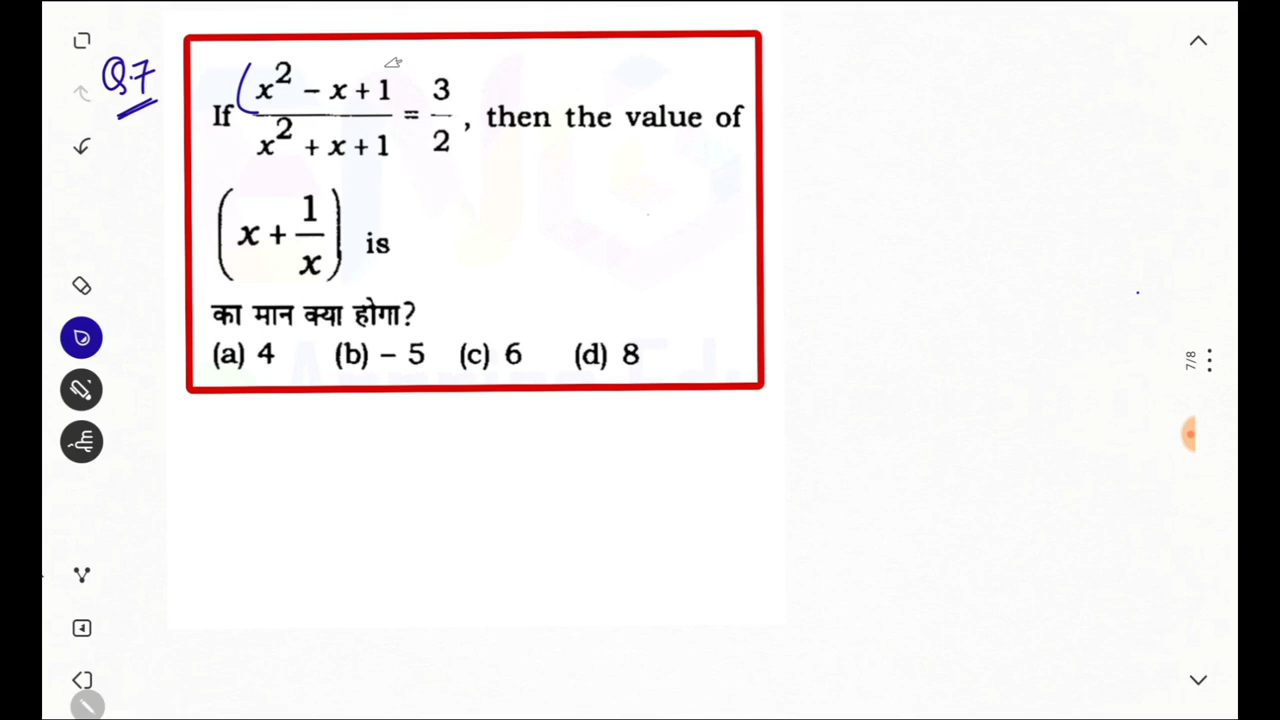 Q.7
If (x² − x + 1)/(x² + x + 1) = 3/2, then the value of
(x + 1/x) is
का मान क्या होगा?
(a) 4 (b) – 5 (c) 6 (d) 8
7/8